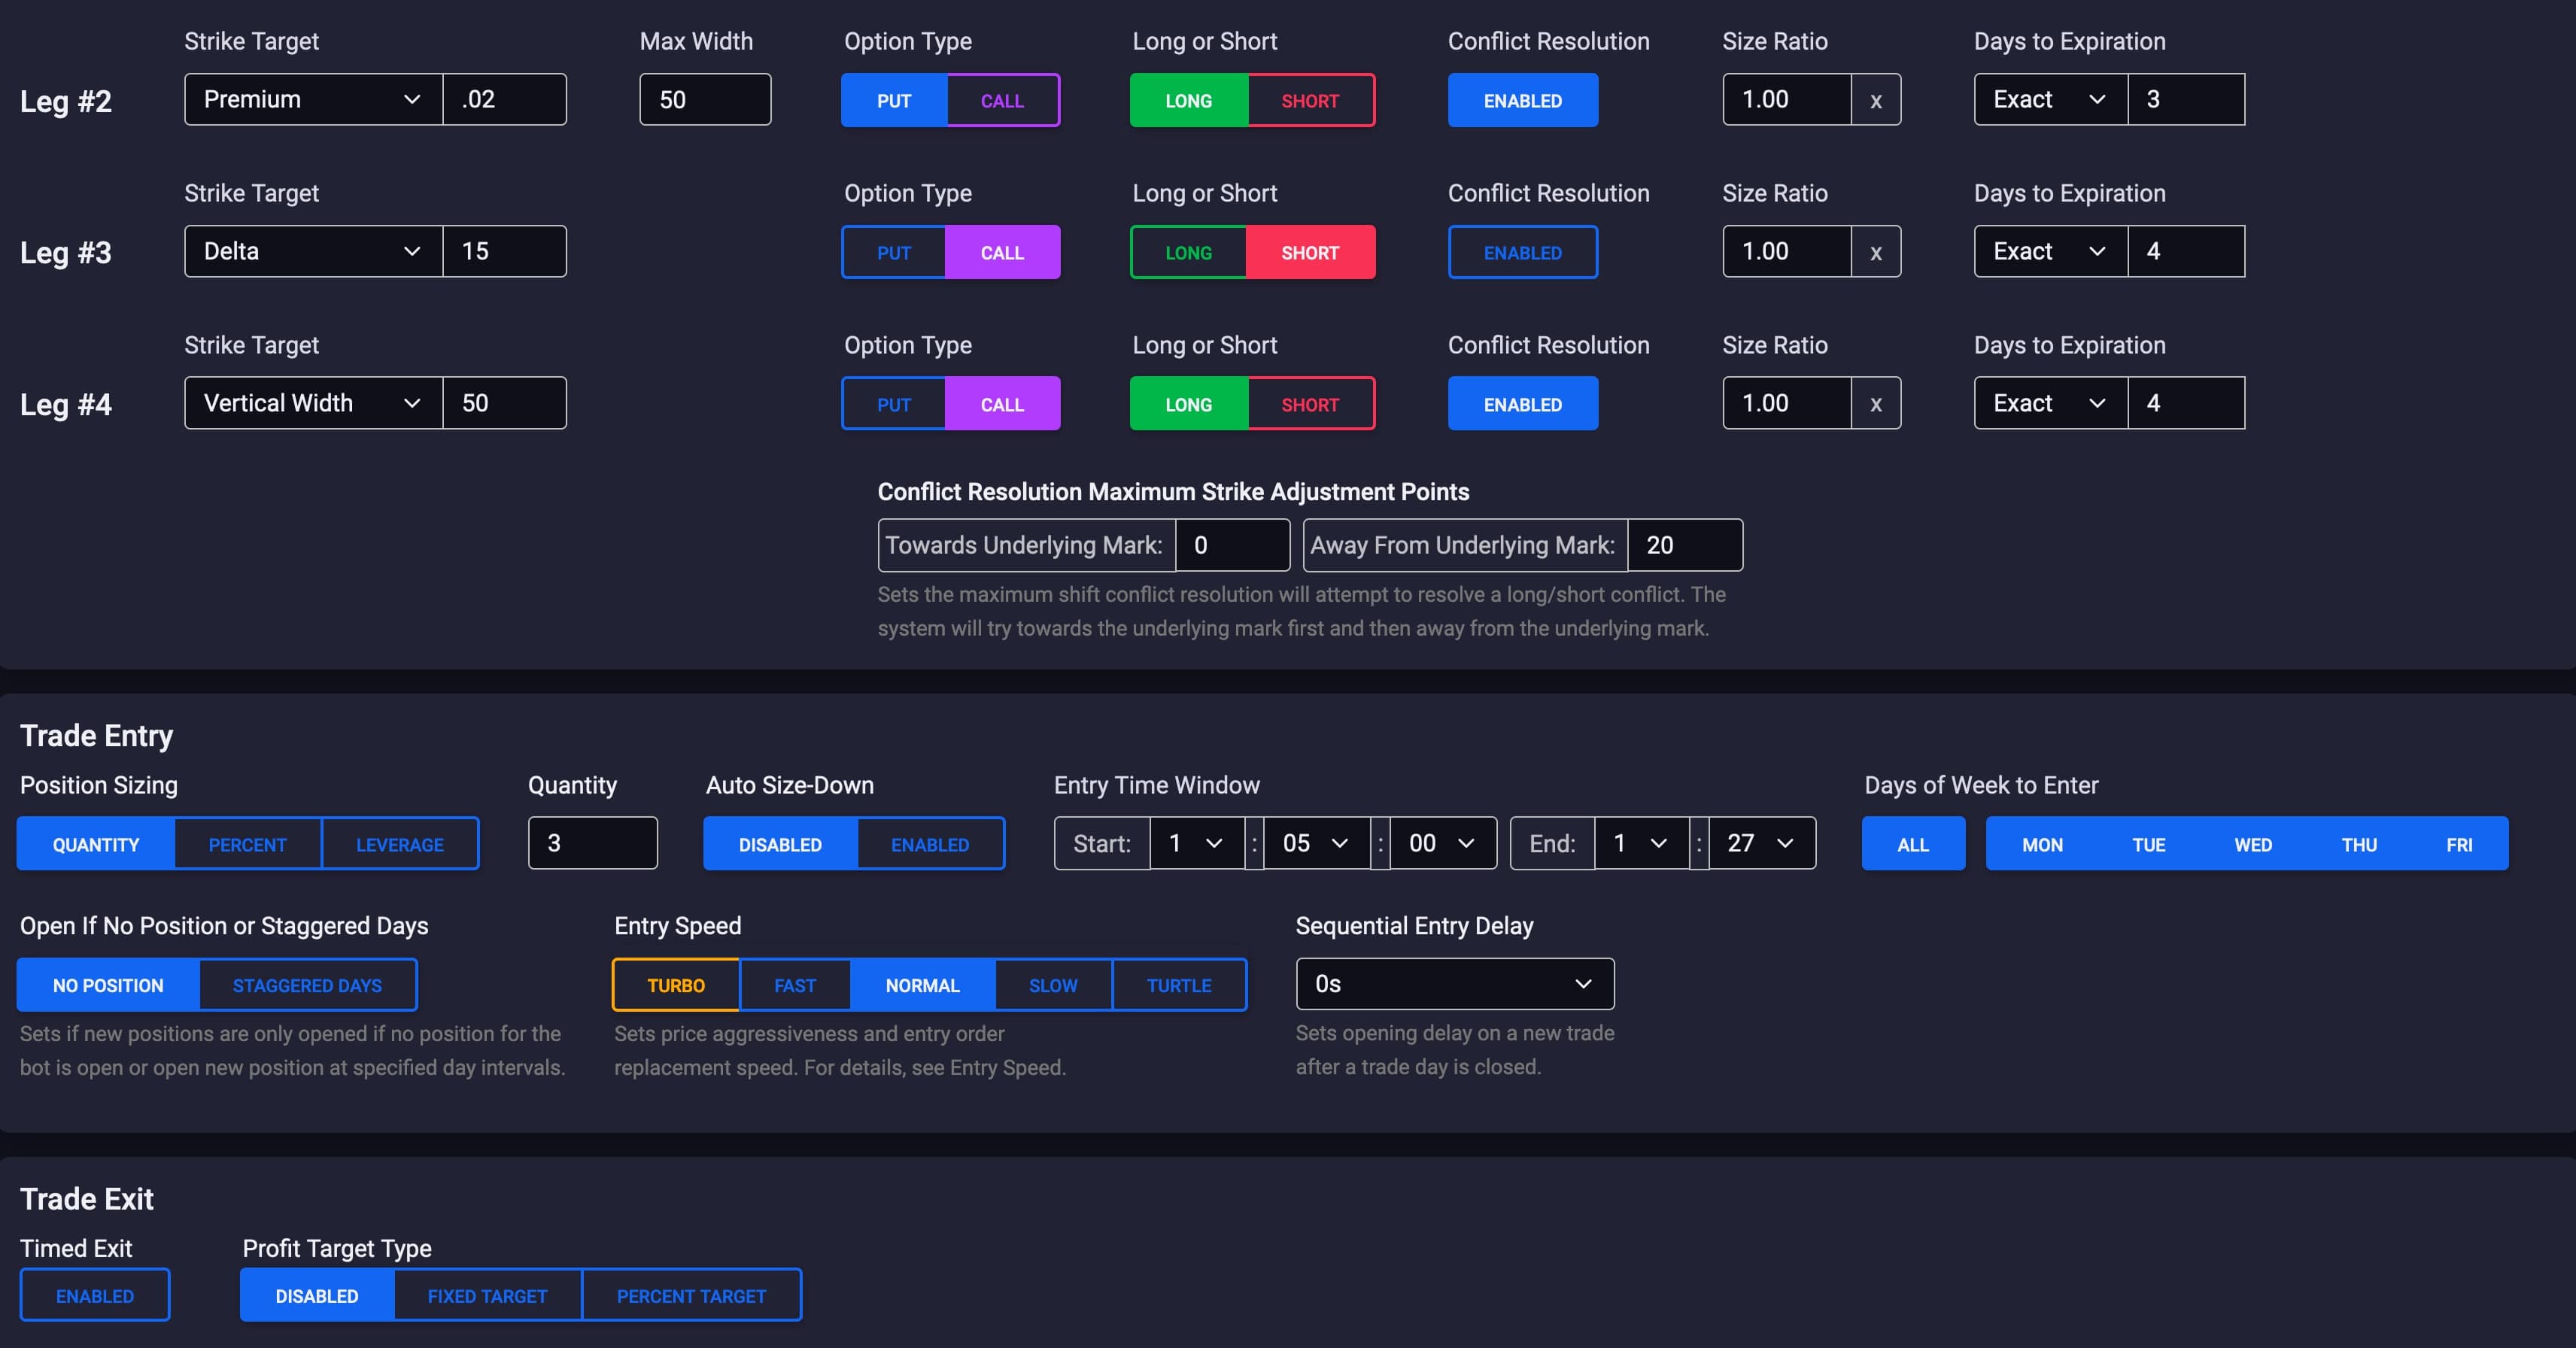 Strike Target Max Width Option Type Long or Short Conflict Resolution Size Ratio Days to Expiration
Leg #2 Premium .02 50 PUT CALL LONG SHORT ENABLED 1.00 x Exact 3
Strike Target Option Type Long or Short Conflict Resolution Size Ratio Days to Expiration
Leg #3 Delta 15 PUT CALL LONG SHORT ENABLED 1.00 x Exact 4
Strike Target Option Type Long or Short Conflict Resolution Size Ratio Days to Expiration
Leg #4 Vertical Width 50 PUT CALL LONG SHORT ENABLED 1.00 x Exact 4
Conflict Resolution Maximum Strike Adjustment Points
Towards Underlying Mark: 0 Away From Underlying Mark: 20
Sets the maximum shift conflict resolution will attempt to resolve a long/short conflict. The
system will try towards the underlying mark first and then away from the underlying mark.
Trade Entry
Position Sizing Quantity Auto Size-Down Entry Time Window Days of Week to Enter
QUANTITY PERCENT LEVERAGE 3 DISABLED ENABLED Start: 1 : 05 : 00 End: 1 : 27 ALL MON TUE WED THU FRI
Open If No Position or Staggered Days Entry Speed Sequential Entry Delay
NO POSITION STAGGERED DAYS TURBO FAST NORMAL SLOW TURTLE 0s
Sets if new positions are only opened if no position for the Sets price aggressiveness and entry order Sets opening delay on a new trade
bot is open or open new position at specified day intervals. replacement speed. For details, see Entry Speed. after a trade day is closed.
Trade Exit
Timed Exit Profit Target Type
ENABLED DISABLED FIXED TARGET PERCENT TARGET